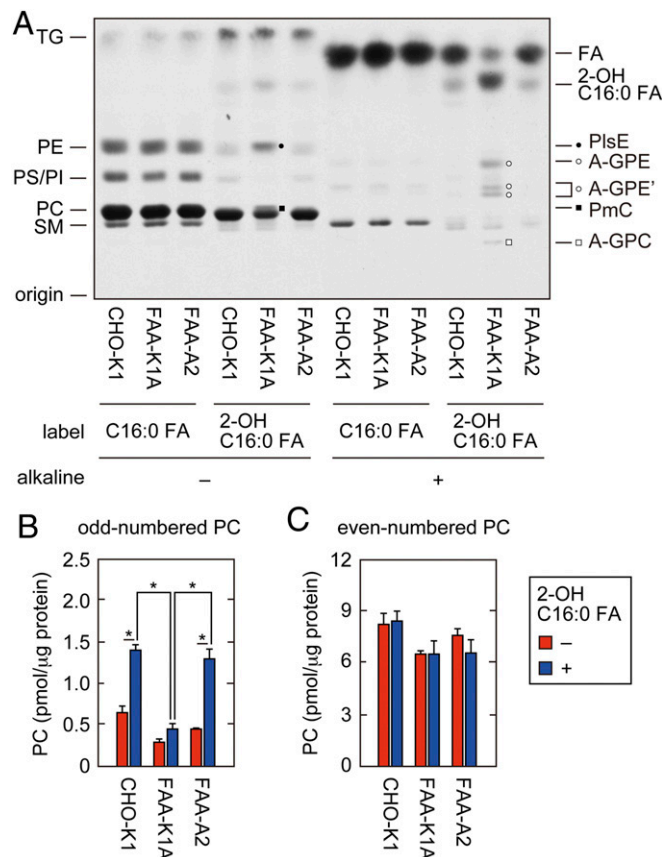 A
TG
PE
PS/PI
PC
SM
origin
FA
2-OH
C16:0 FA
PlsE
A-GPE
A-GPE'
PmC
A-GPC
CHO-K1 FAA-K1A FAA-A2 CHO-K1 FAA-K1A FAA-A2 CHO-K1 FAA-K1A FAA-A2 CHO-K1 FAA-K1A FAA-A2
label C16:0 FA 2-OH C16:0 FA C16:0 FA 2-OH C16:0 FA
alkaline – +
B odd-numbered PC
PC (pmol/μg protein)
2.5
2.0
1.5
1.0
0.5
0
* * * *
CHO-K1 FAA-K1A FAA-A2
C even-numbered PC
PC (pmol/μg protein)
12
9
6
3
0
CHO-K1 FAA-K1A FAA-A2
2-OH
C16:0 FA
–
+